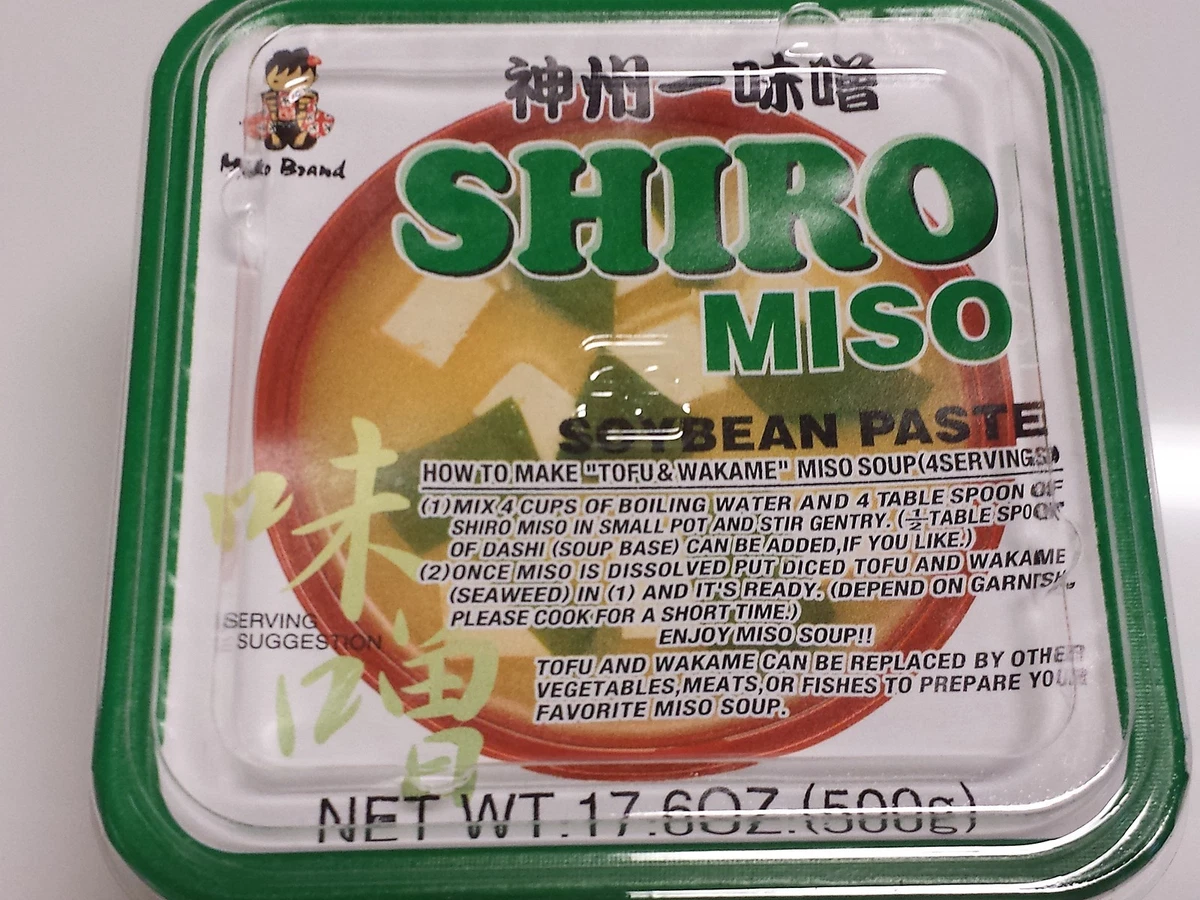 神州一味噌
Miko Brand
SHIRO
MISO
SOYBEAN PASTE
HOW TO MAKE "TOFU & WAKAME" MISO SOUP(4SERVINGS)
(1)MIX 4 CUPS OF BOILING WATER AND 4 TABLE SPOON OF
SHIRO MISO IN SMALL POT AND STIR GENTRY. (½ TABLE SPOON
OF DASHI (SOUP BASE) CAN BE ADDED,IF YOU LIKE.)
(2)ONCE MISO IS DISSOLVED PUT DICED TOFU AND WAKAME
(SEAWEED) IN (1) AND IT'S READY. (DEPEND ON GARNISH,
PLEASE COOK FOR A SHORT TIME.)
ENJOY MISO SOUP!!
TOFU AND WAKAME CAN BE REPLACED BY OTHER
VEGETABLES,MEATS,OR FISHES TO PREPARE YOUR
FAVORITE MISO SOUP.
味噌
SERVING
SUGGESTION
NET WT.17.6OZ.(500g)